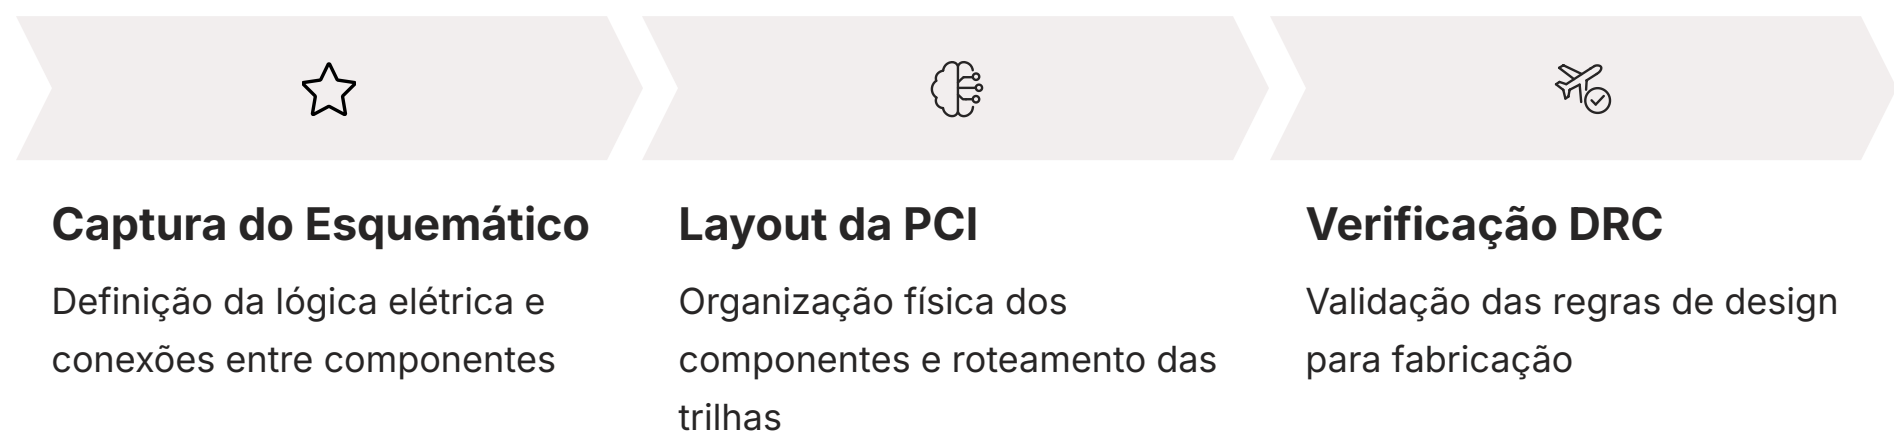 Captura do Esquemático
Definição da lógica elétrica e
conexões entre componentes
Layout da PCI
Organização física dos
componentes e roteamento das
trilhas
Verificação DRC
Validação das regras de design
para fabricação